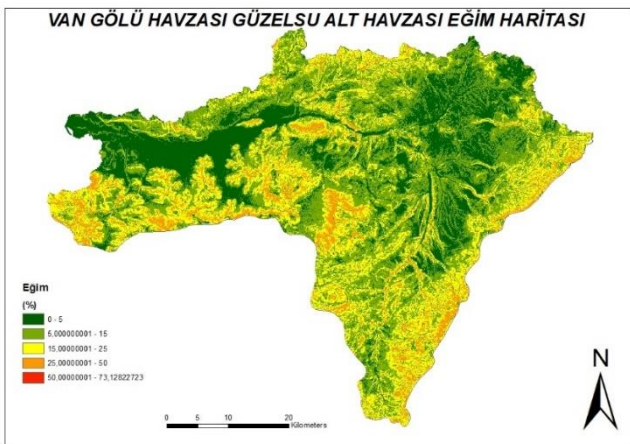 VAN GÖLÜ HAVZASI GÜZELSU ALT HAVZASI EĞİM HARİTASI
Eğim
(%)
0 - 5
5,000000001 - 15
15,00000001 - 25
25,00000001 - 50
50,00000001 - 73,12822723
0 5 10 20
Kilometers
N